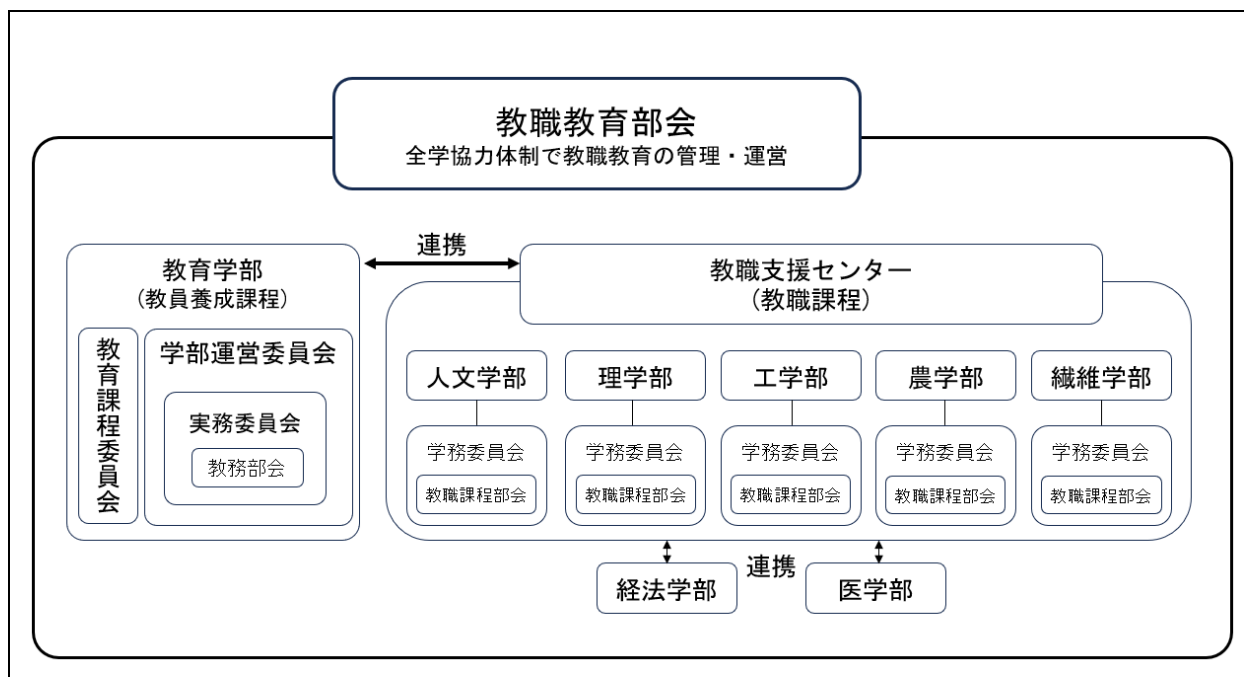 教職教育部会
全学協力体制で教職教育の管理・運営
連携
教育学部
(教員養成課程)
教育課程委員会
学部運営委員会
実務委員会
教務部会
教職支援センター
(教職課程)
人文学部
理学部
工学部
農学部
繊維学部
学務委員会
学務委員会
学務委員会
学務委員会
学務委員会
教職課程部会
教職課程部会
教職課程部会
教職課程部会
教職課程部会
連携
経法学部
医学部